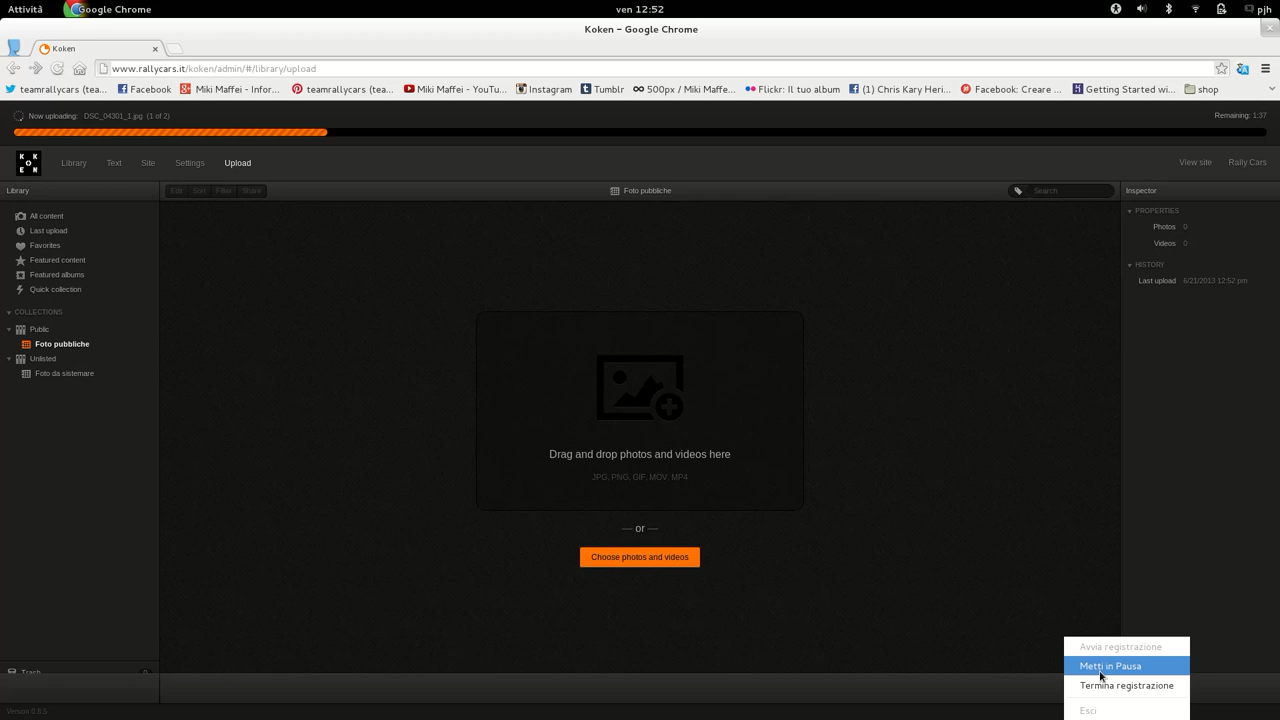 Attività
Google Chrome
ven 12:52
pjh
Koken – Google Chrome
Koken
www.rallycars.it/koken/admin/#/library/upload
teamrallycars (tea...
Facebook
Miki Maffei - Infor...
teamrallycars (tea...
Miki Maffei - YouTu...
Instagram
Tumblr
500px / Miki Maffe...
Flickr: Il tuo album
(1) Chris Kary Heri...
Facebook: Creare ...
Getting Started wi...
shop
Now uploading: DSC_04301_1.jpg (1 of 2)
Remaining: 1:37
KOKEN
Library
Text
Site
Settings
Upload
View site
Rally Cars
Library
Edit
Sort
Filter
Share
Foto pubbliche
Search
Inspector
All content
Last upload
Favorites
Featured content
Featured albums
Quick collection
COLLECTIONS
Public
Foto pubbliche
Unlisted
Foto da sistemare
PROPERTIES
Photos 0
Videos 0
HISTORY
Last upload 6/21/2013 12:52 pm
Drag and drop photos and videos here
JPG, PNG, GIF, MOV, MP4
— or —
Choose photos and videos
Trash
0
Version 0.8.5
Avvia registrazione
Metti in Pausa
Termina registrazione
Esci